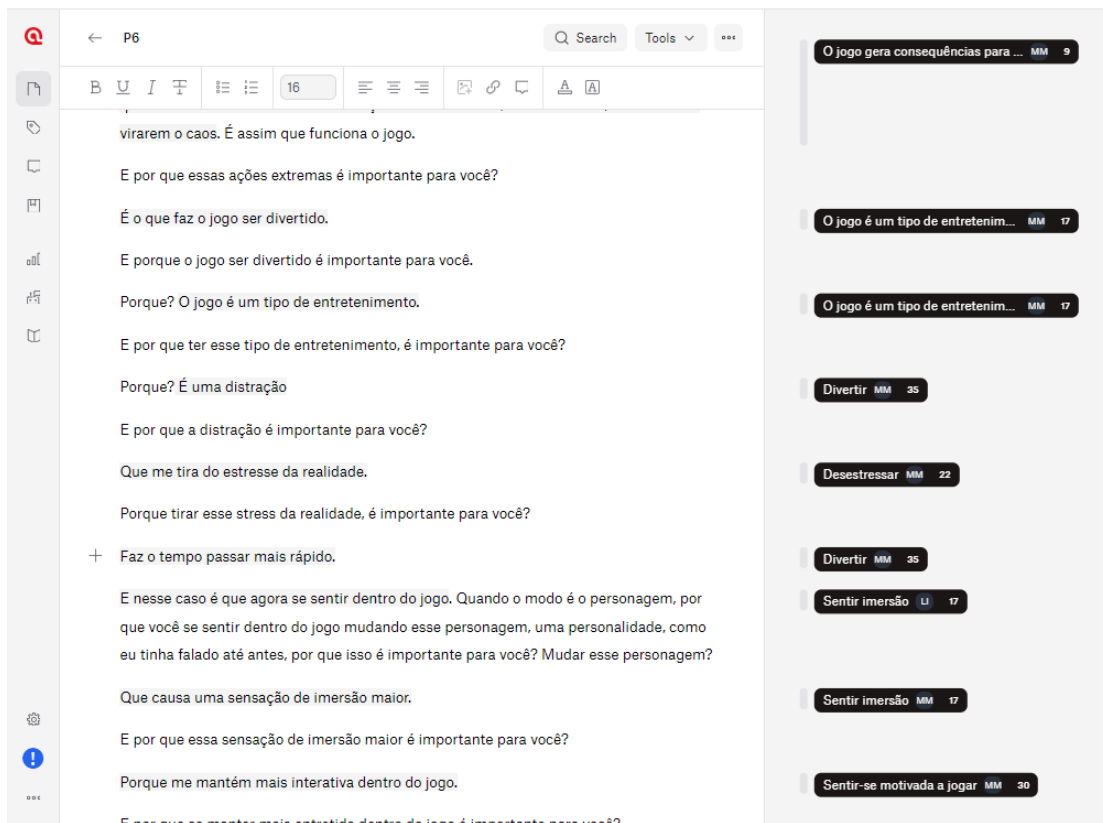 P6
Search
Tools
16
virarem o caos. É assim que funciona o jogo.
E por que essas ações extremas é importante para você?
É o que faz o jogo ser divertido.
E porque o jogo ser divertido é importante para você.
Porque? O jogo é um tipo de entretenimento.
E por que ter esse tipo de entretenimento, é importante para você?
Porque? É uma distração
E por que a distração é importante para você?
Que me tira do estresse da realidade.
Porque tirar esse stress da realidade, é importante para você?
Faz o tempo passar mais rápido.
E nesse caso é que agora se sentir dentro do jogo. Quando o modo é o personagem, por
que você se sentir dentro do jogo mudando esse personagem, uma personalidade, como
eu tinha falado até antes, por que isso é importante para você? Mudar esse personagem?
Que causa uma sensação de imersão maior.
E por que essa sensação de imersão maior é importante para você?
Porque me mantém mais interativa dentro do jogo.
O jogo gera consequências para ... MM 9
O jogo é um tipo de entretenim... MM 17
O jogo é um tipo de entretenim... MM 17
Divertir MM 35
Desestressar MM 22
Divertir MM 35
Sentir imersão LI 17
Sentir imersão MM 17
Sentir-se motivada a jogar MM 30